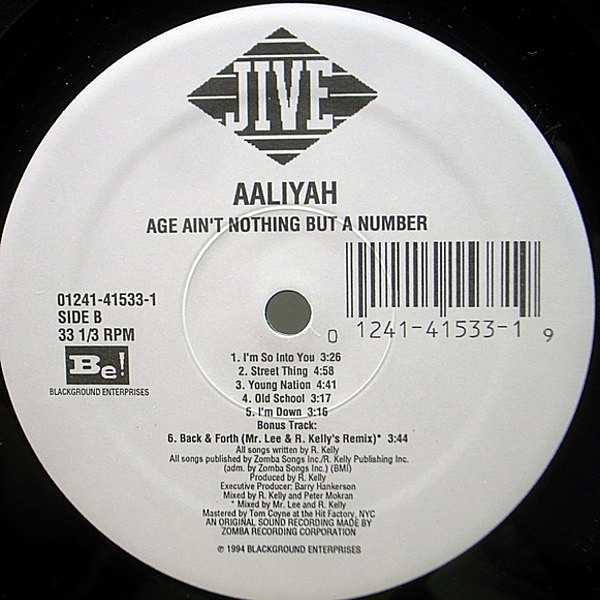 JIVE
AALIYAH
AGE AIN'T NOTHING BUT A NUMBER
01241-41533-1
SIDE B
33 1/3 RPM
Be!
BLACKGROUND ENTERPRISES
0 1241-41533-1 9
1. I'm So Into You 3:26
2. Street Thing 4:58
3. Young Nation 4:41
4. Old School 3:17
5. I'm Down 3:16
Bonus Track:
6. Back & Forth (Mr. Lee & R. Kelly's Remix)* 3:44
All songs written by R. Kelly
All songs published by Zomba Songs Inc./R. Kelly Publishing Inc.
(adm. by Zomba Songs Inc.) (BMI)
Produced by R. Kelly
Executive Producer: Barry Hankerson
Mixed by R. Kelly and Peter Mokran
* Mixed by Mr. Lee and R. Kelly
Mastered by Tom Coyne at the Hit Factory, NYC
AN ORIGINAL SOUND RECORDING MADE BY
ZOMBA RECORDING CORPORATION
℗ 1994 BLACKGROUND ENTERPRISES